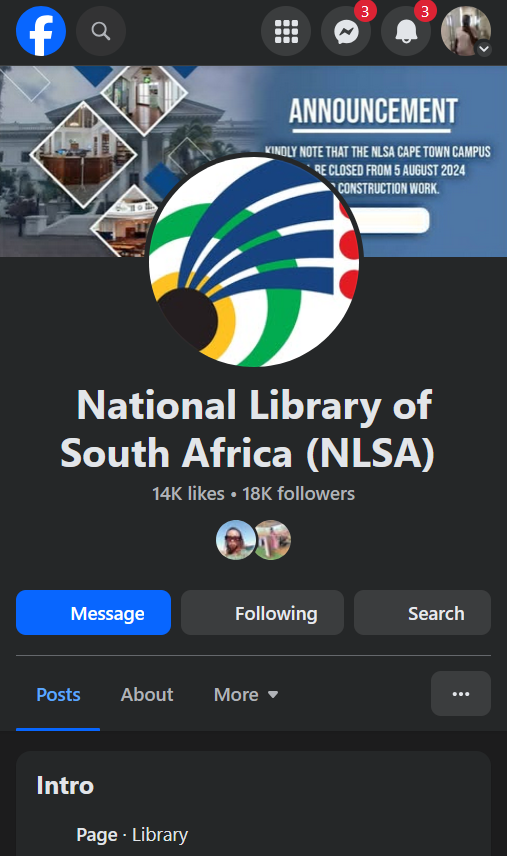 3
3
ANNOUNCEMENT
KINDLY NOTE THAT THE NLSA CAPE TOWN CAMPUS
BE CLOSED FROM 5 AUGUST 2024
CONSTRUCTION WORK.
National Library of
South Africa (NLSA)
14K likes • 18K followers
Message
Following
Search
Posts
About
More
Intro
Page · Library